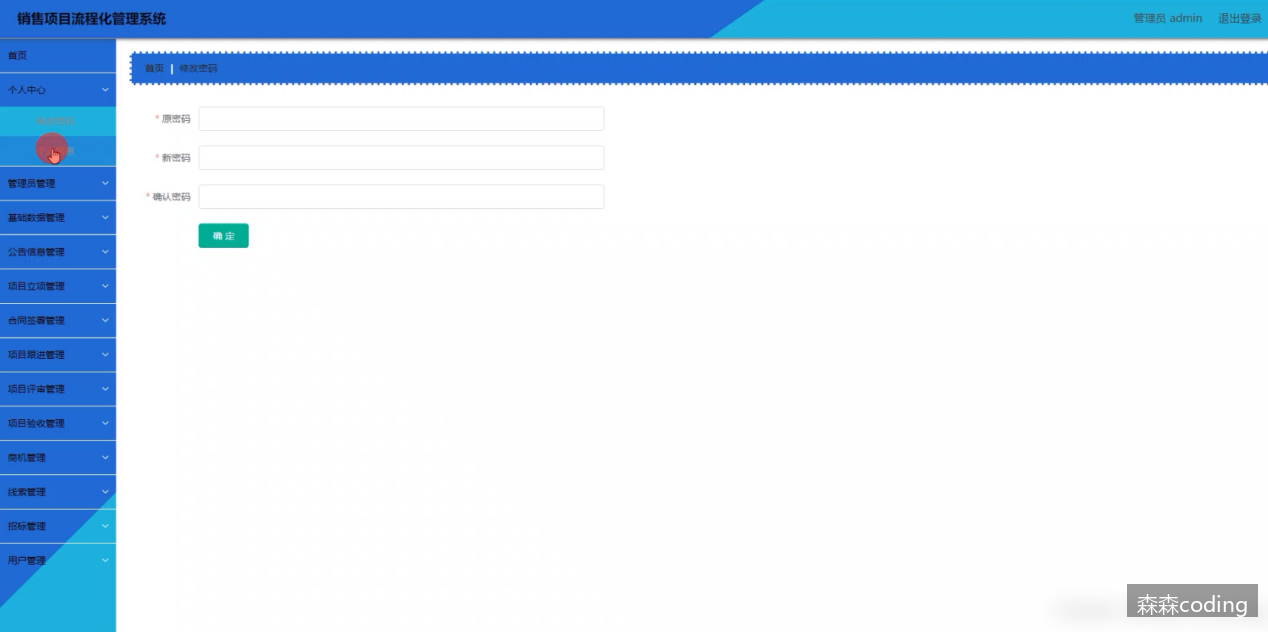 销售项目流程化管理系统
管理员 admin 退出登录
首页
个人中心
管理员管理
基础数据管理
公告信息管理
项目立项管理
合同签署管理
项目跟进管理
项目评审管理
项目验收管理
商机管理
线索管理
招标管理
用户管理
首页 | 修改密码
* 原密码
* 新密码
* 确认密码
确 定
森森coding